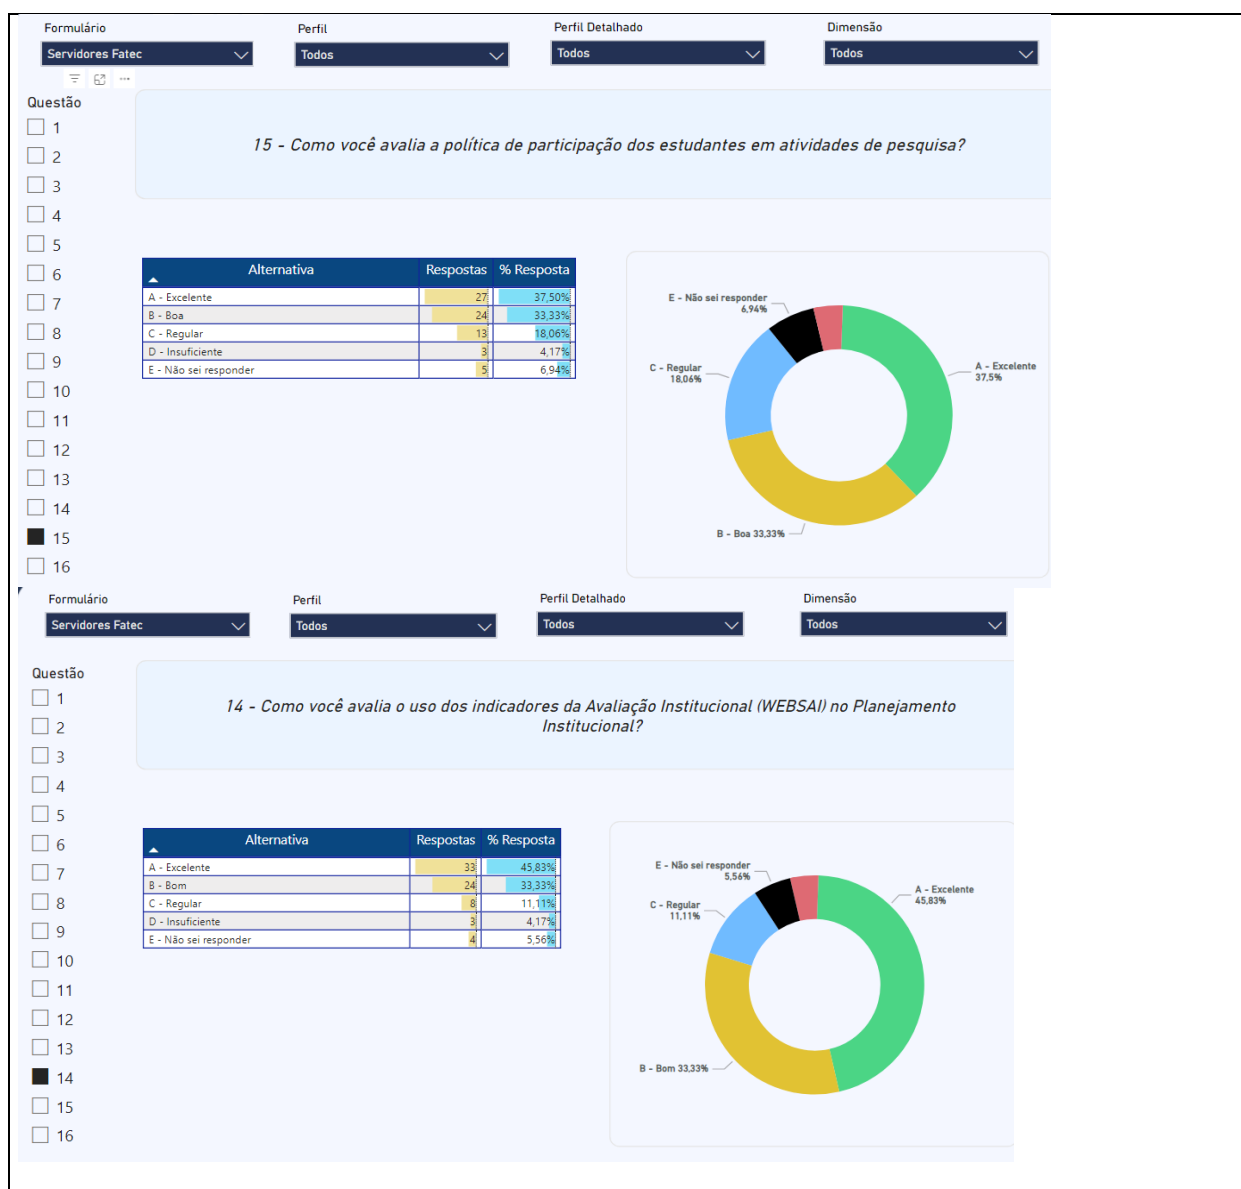 Formulário Perfil Perfil Detalhado Dimensão
Servidores Fatec Todos Todos Todos
Questão
1
2
3
4
5
6
7
8
9
10
11
12
13
14
15
16
15 - Como você avalia a política de participação dos estudantes em atividades de pesquisa?
Alternativa Respostas % Resposta
A - Excelente 27 37,50%
B - Boa 24 33,33%
C - Regular 13 18,06%
D - Insuficiente 3 4,17%
E - Não sei responder 5 6,94%
E - Não sei responder
6,94%
C - Regular
18,06%
A - Excelente
37,5%
B - Boa 33,33%
Formulário Perfil Perfil Detalhado Dimensão
Servidores Fatec Todos Todos Todos
Questão
1
2
3
4
5
6
7
8
9
10
11
12
13
14
15
16
14 - Como você avalia o uso dos indicadores da Avaliação Institucional (WEBSAI) no Planejamento
Institucional?
Alternativa Respostas % Resposta
A - Excelente 33 45,83%
B - Bom 24 33,33%
C - Regular 8 11,11%
D - Insuficiente 3 4,17%
E - Não sei responder 4 5,56%
E - Não sei responder
5,56%
C - Regular
11,11%
A - Excelente
45,83%
B - Bom 33,33%